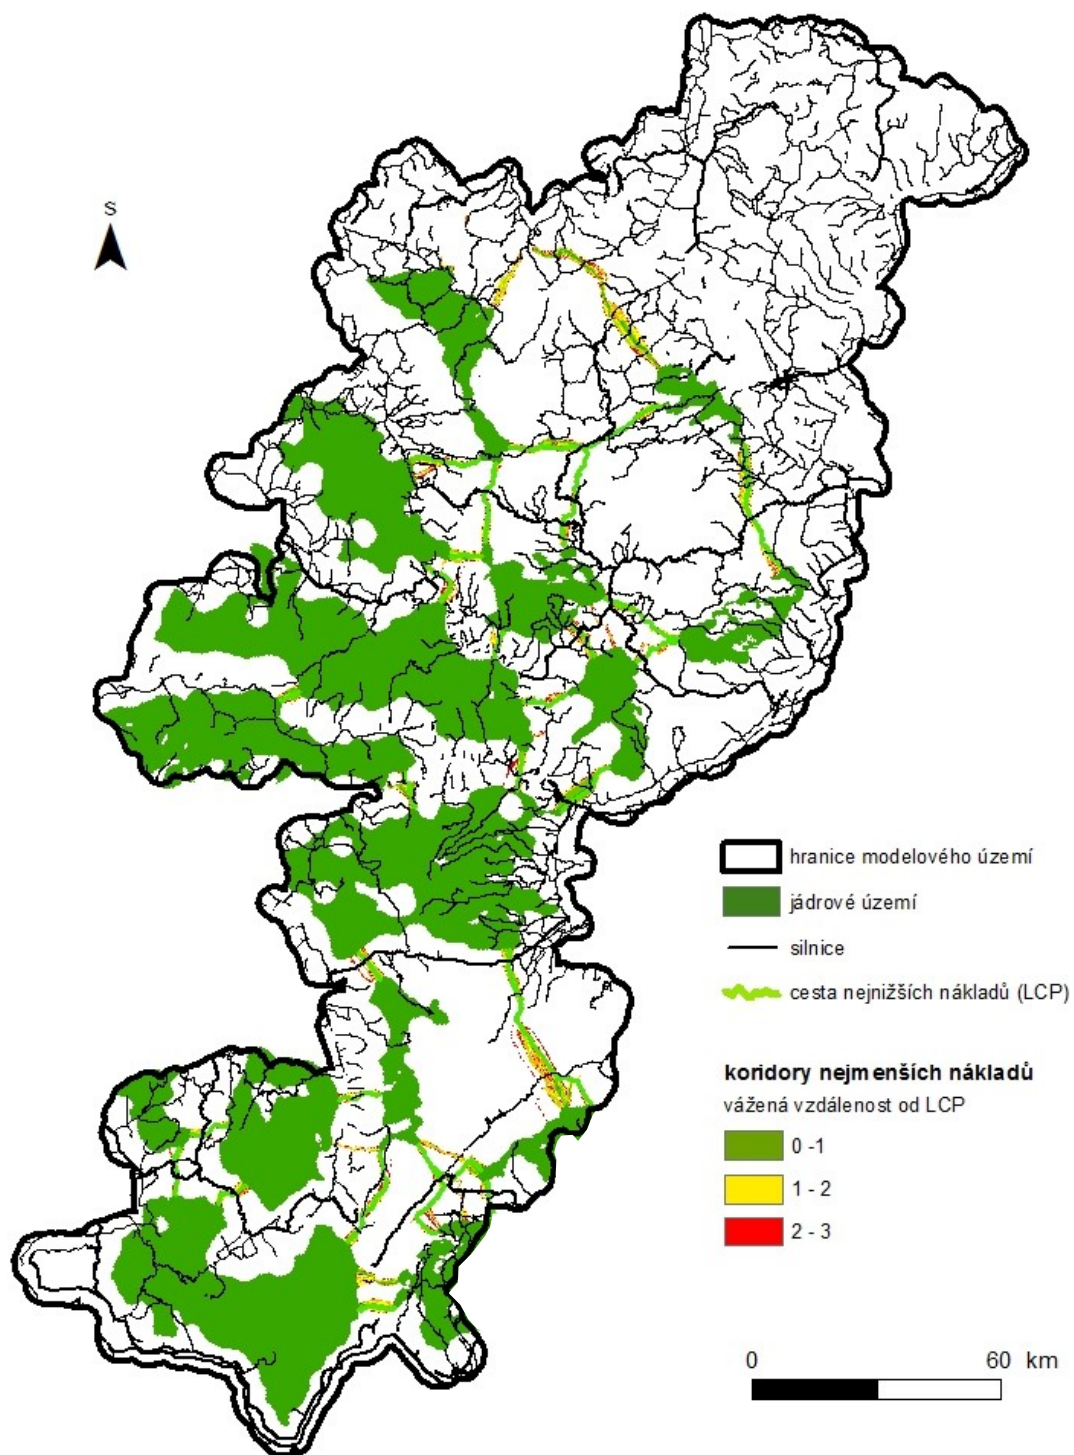 S
hranice modelového území
jádrové území
silnice
cesta nejnižších nákladů (LCP)
koridory nejmenších nákladů
vážená vzdálenost od LCP
0 -1
1 - 2
2 - 3
0 60 km